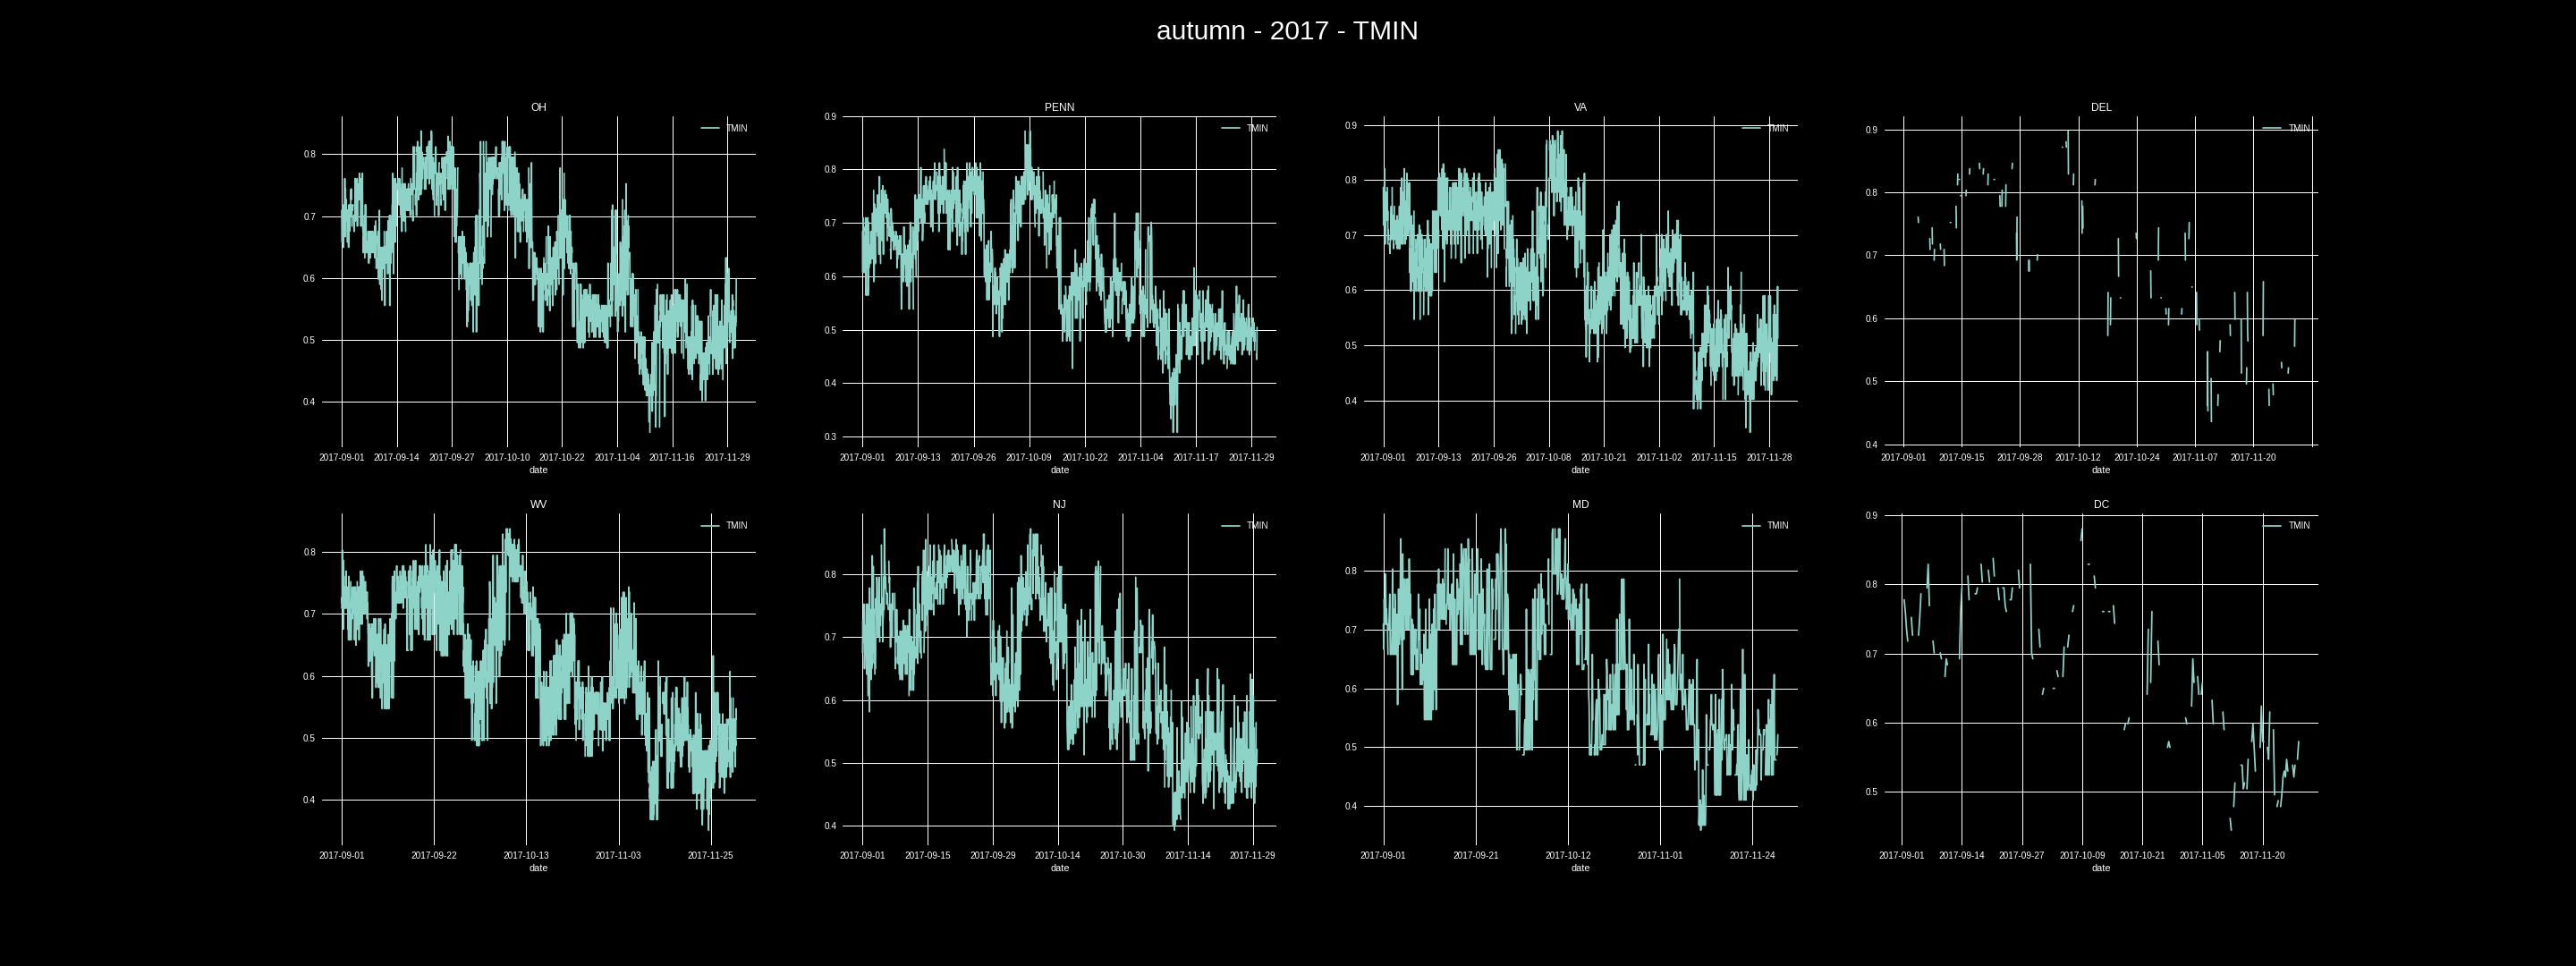 autumn - 2017 - TMIN
OH
TMIN
0.8
0.7
0.6
0.5
0.4
2017-09-01 2017-09-14 2017-09-27 2017-10-10 2017-10-22 2017-11-04 2017-11-16 2017-11-29
date
PENN
TMIN
0.9
0.8
0.7
0.6
0.5
0.4
0.3
2017-09-01 2017-09-13 2017-09-26 2017-10-09 2017-10-22 2017-11-04 2017-11-17 2017-11-29
date
VA
TMIN
0.9
0.8
0.7
0.6
0.5
0.4
2017-09-01 2017-09-13 2017-09-26 2017-10-08 2017-10-21 2017-11-02 2017-11-15 2017-11-28
date
DEL
TMIN
0.9
0.8
0.7
0.6
0.5
0.4
2017-09-01 2017-09-15 2017-09-28 2017-10-12 2017-10-24 2017-11-07 2017-11-20
date
WV
TMIN
0.8
0.7
0.6
0.5
0.4
2017-09-01 2017-09-22 2017-10-13 2017-11-03 2017-11-25
date
NJ
TMIN
0.8
0.7
0.6
0.5
0.4
2017-09-01 2017-09-15 2017-09-29 2017-10-14 2017-10-30 2017-11-14 2017-11-29
date
MD
TMIN
0.8
0.7
0.6
0.5
0.4
2017-09-01 2017-09-21 2017-10-12 2017-11-01 2017-11-24
date
DC
TMIN
0.9
0.8
0.7
0.6
0.5
2017-09-01 2017-09-14 2017-09-27 2017-10-09 2017-10-21 2017-11-05 2017-11-20
date